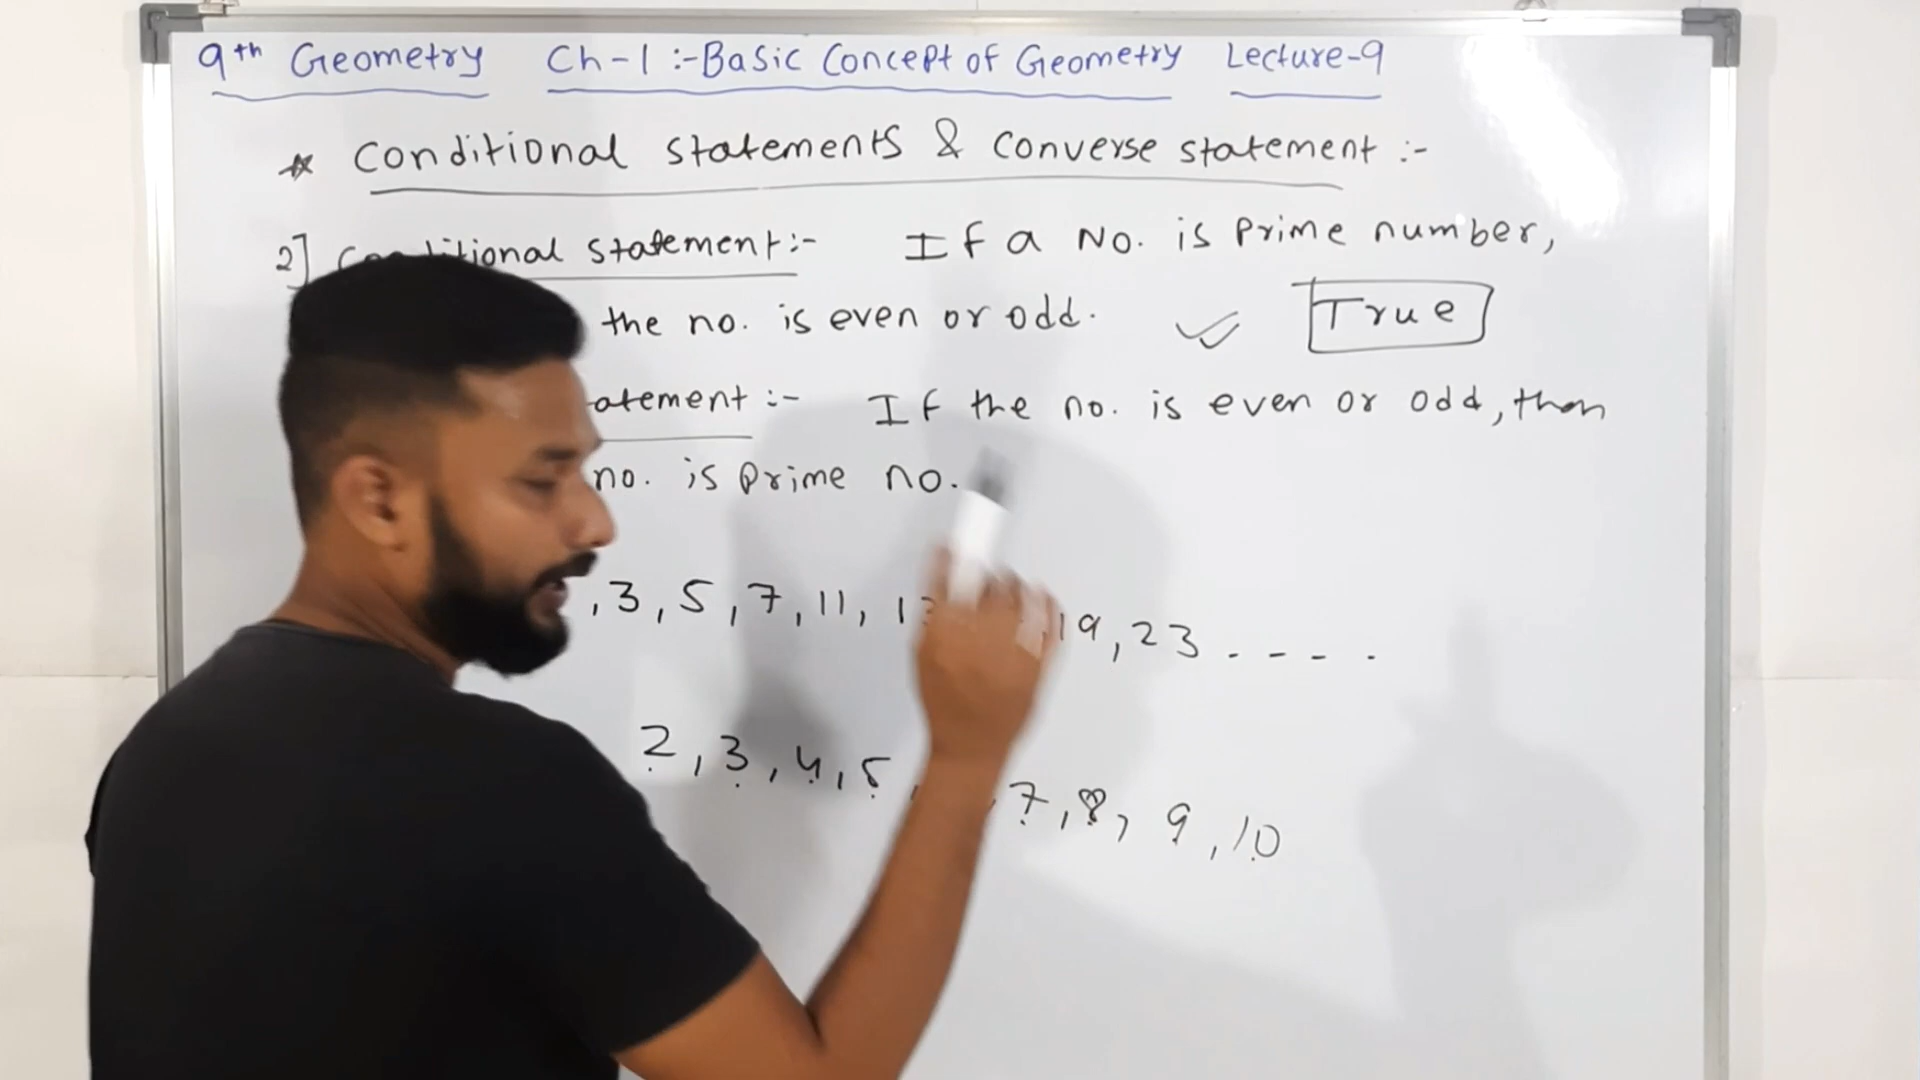 9th Geometry Ch-1 :- Basic Concept of Geometry Lecture-9
* Conditional statements & converse statement :-
2] Conditional statement:- If a No. is Prime number,
the no. is even or odd. True
atement :- If the no. is even or odd, then
no. is Prime no.
,3,5,7,11, 13 ,19,23 . - - .
2,3,4,5, ,7,8, 9,10